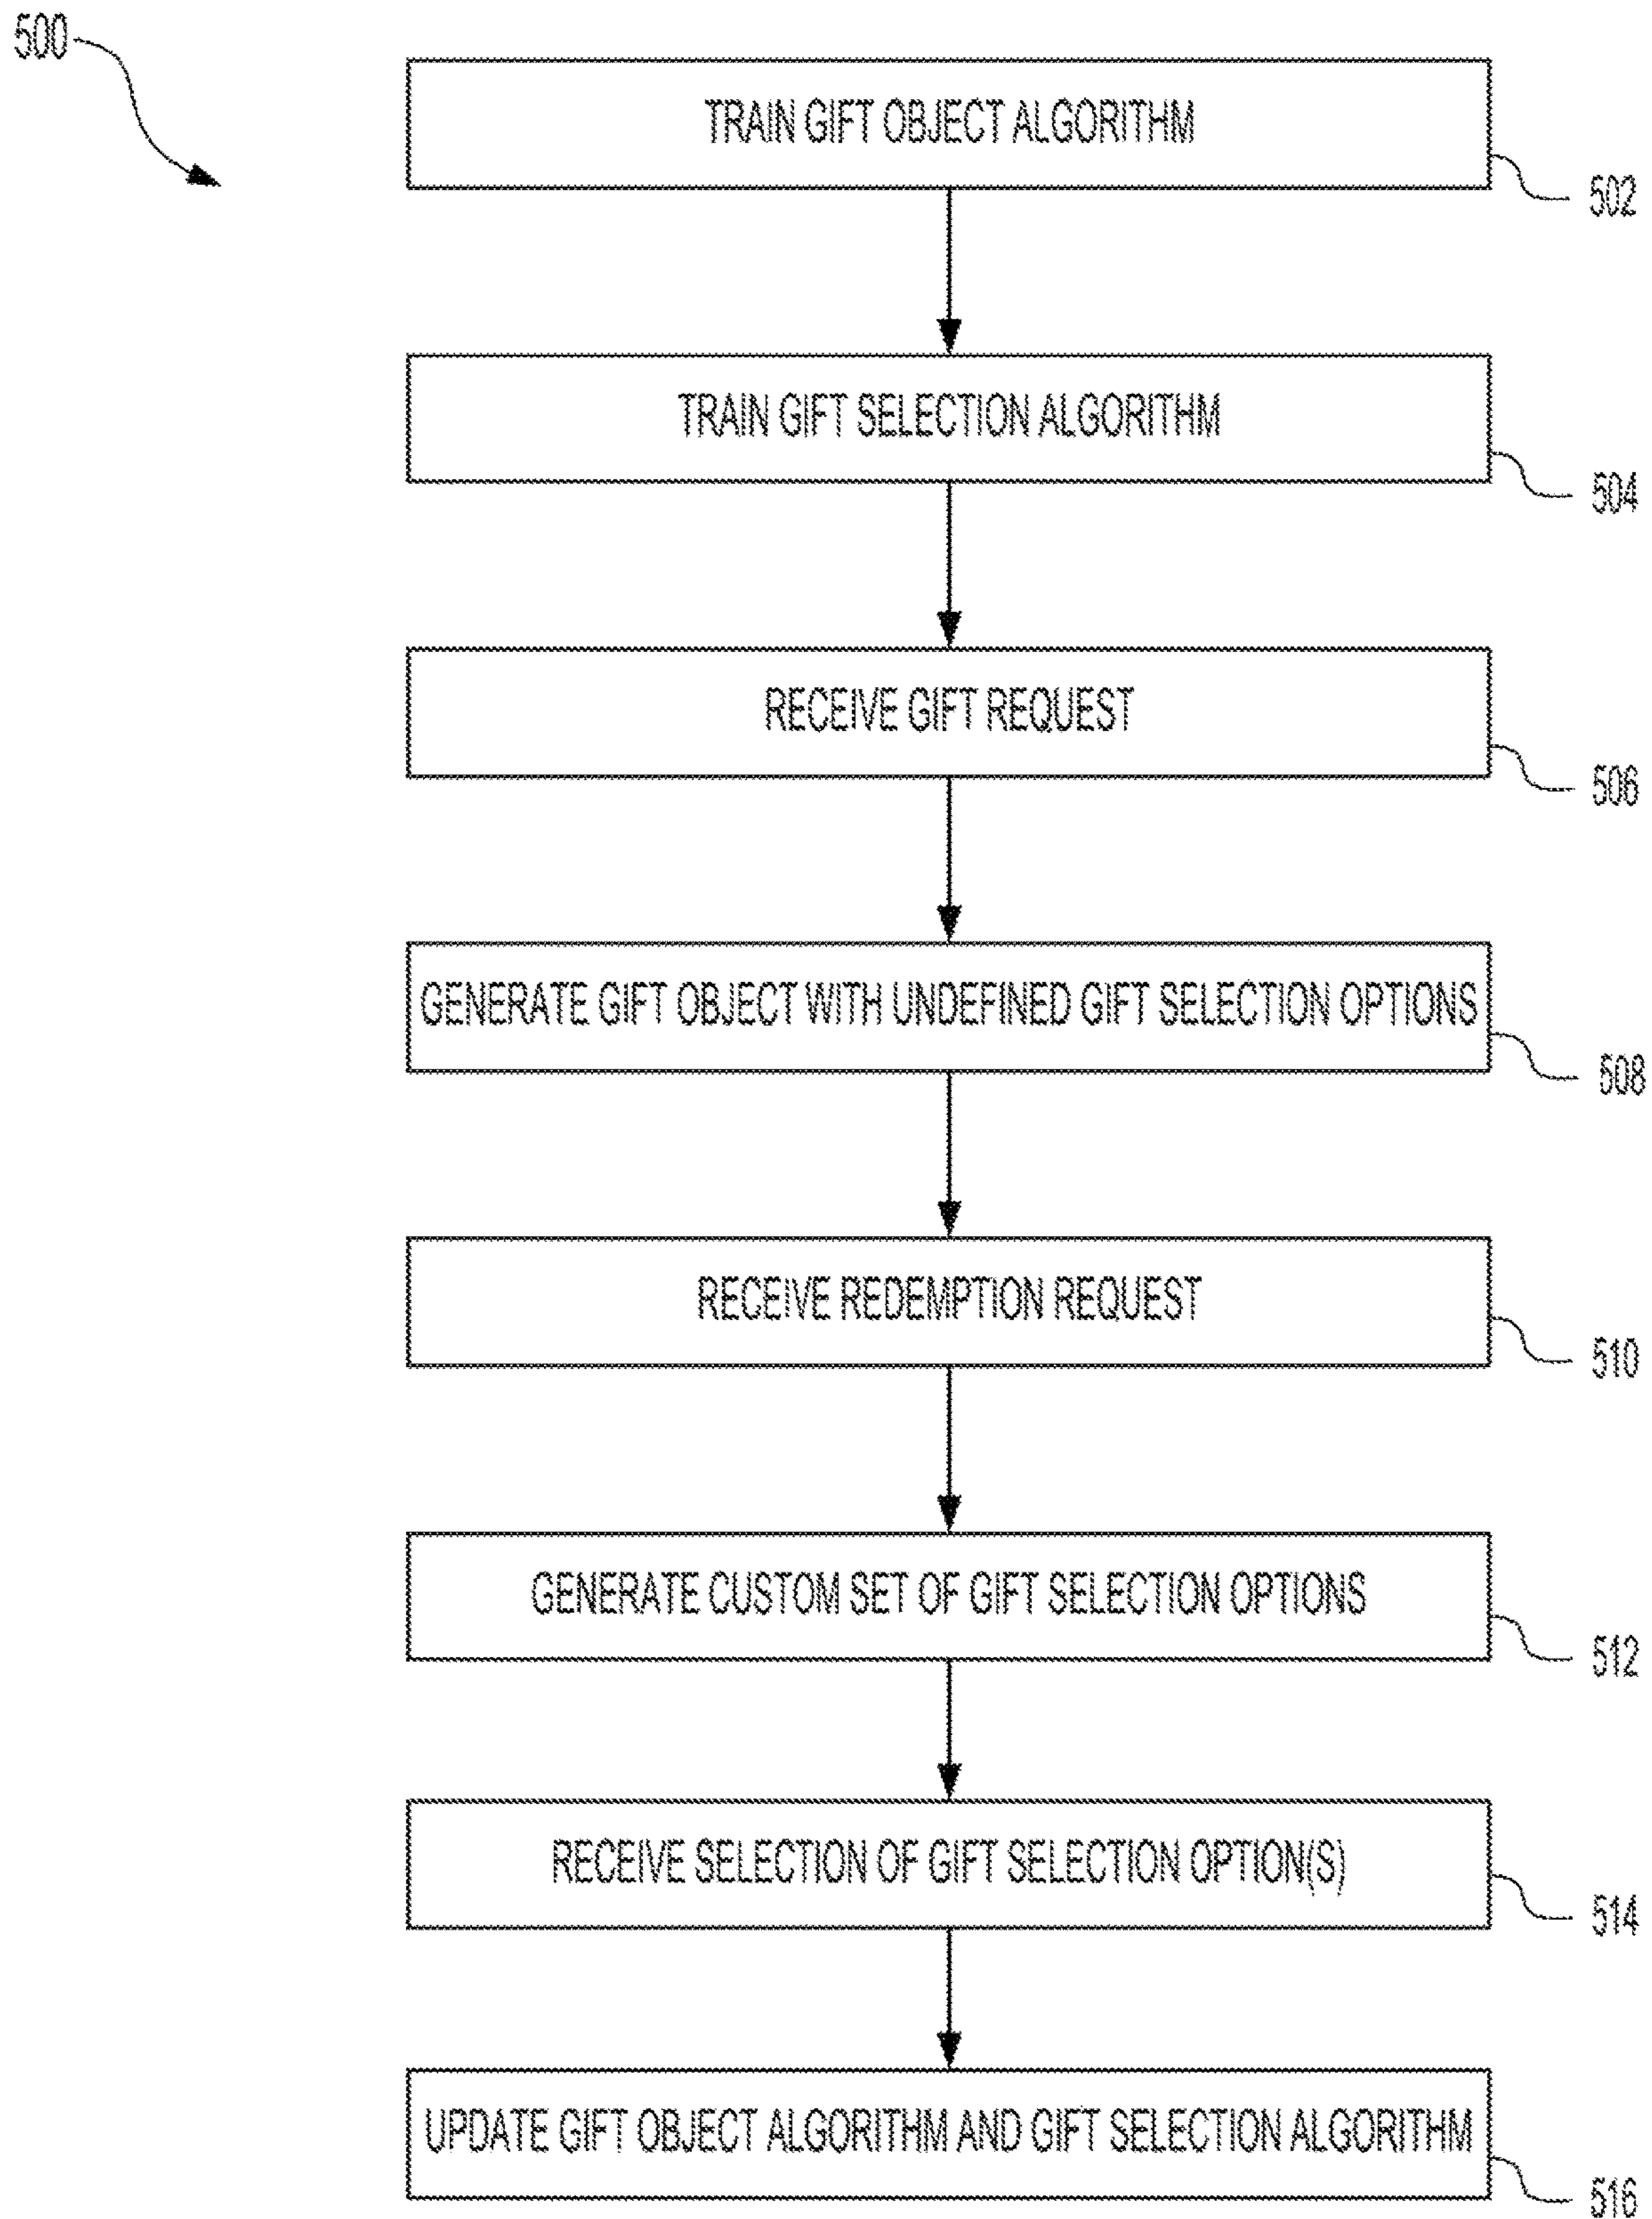 500
TRAIN GIFT OBJECT ALGORITHM
502
TRAIN GIFT SELECTION ALGORITHM
504
RECEIVE GIFT REQUEST
506
GENERATE GIFT OBJECT WITH UNDEFINED GIFT SELECTION OPTIONS
508
RECEIVE REDEMPTION REQUEST
510
GENERATE CUSTOM SET OF GIFT SELECTION OPTIONS
512
RECEIVE SELECTION OF GIFT SELECTION OPTION(S)
514
UPDATE GIFT OBJECT ALGORITHM AND GIFT SELECTION ALGORITHM
516